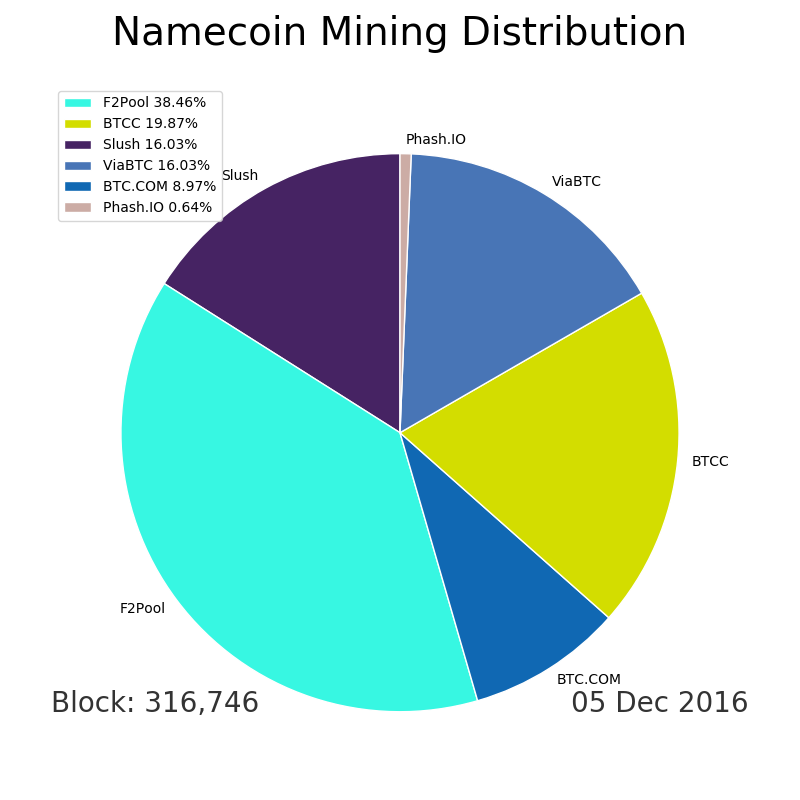 Namecoin Mining Distribution
F2Pool 38.46%
BTCC 19.87%
Slush 16.03%
ViaBTC 16.03%
BTC.COM 8.97%
Phash.IO 0.64%
Phash.IO
Slush
ViaBTC
BTCC
F2Pool
BTC.COM
Block: 316,746
05 Dec 2016